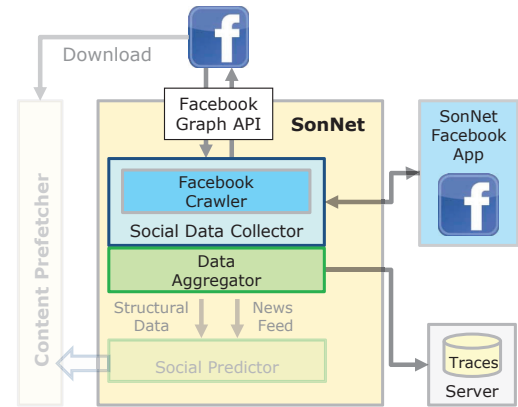 Download
Facebook
Graph API
SonNet
SonNet
Facebook
App
f
f
Facebook
Crawler
Social Data Collector
Data
Aggregator
Content Prefetcher
Structural
Data
News
Feed
Social Predictor
Traces
Server